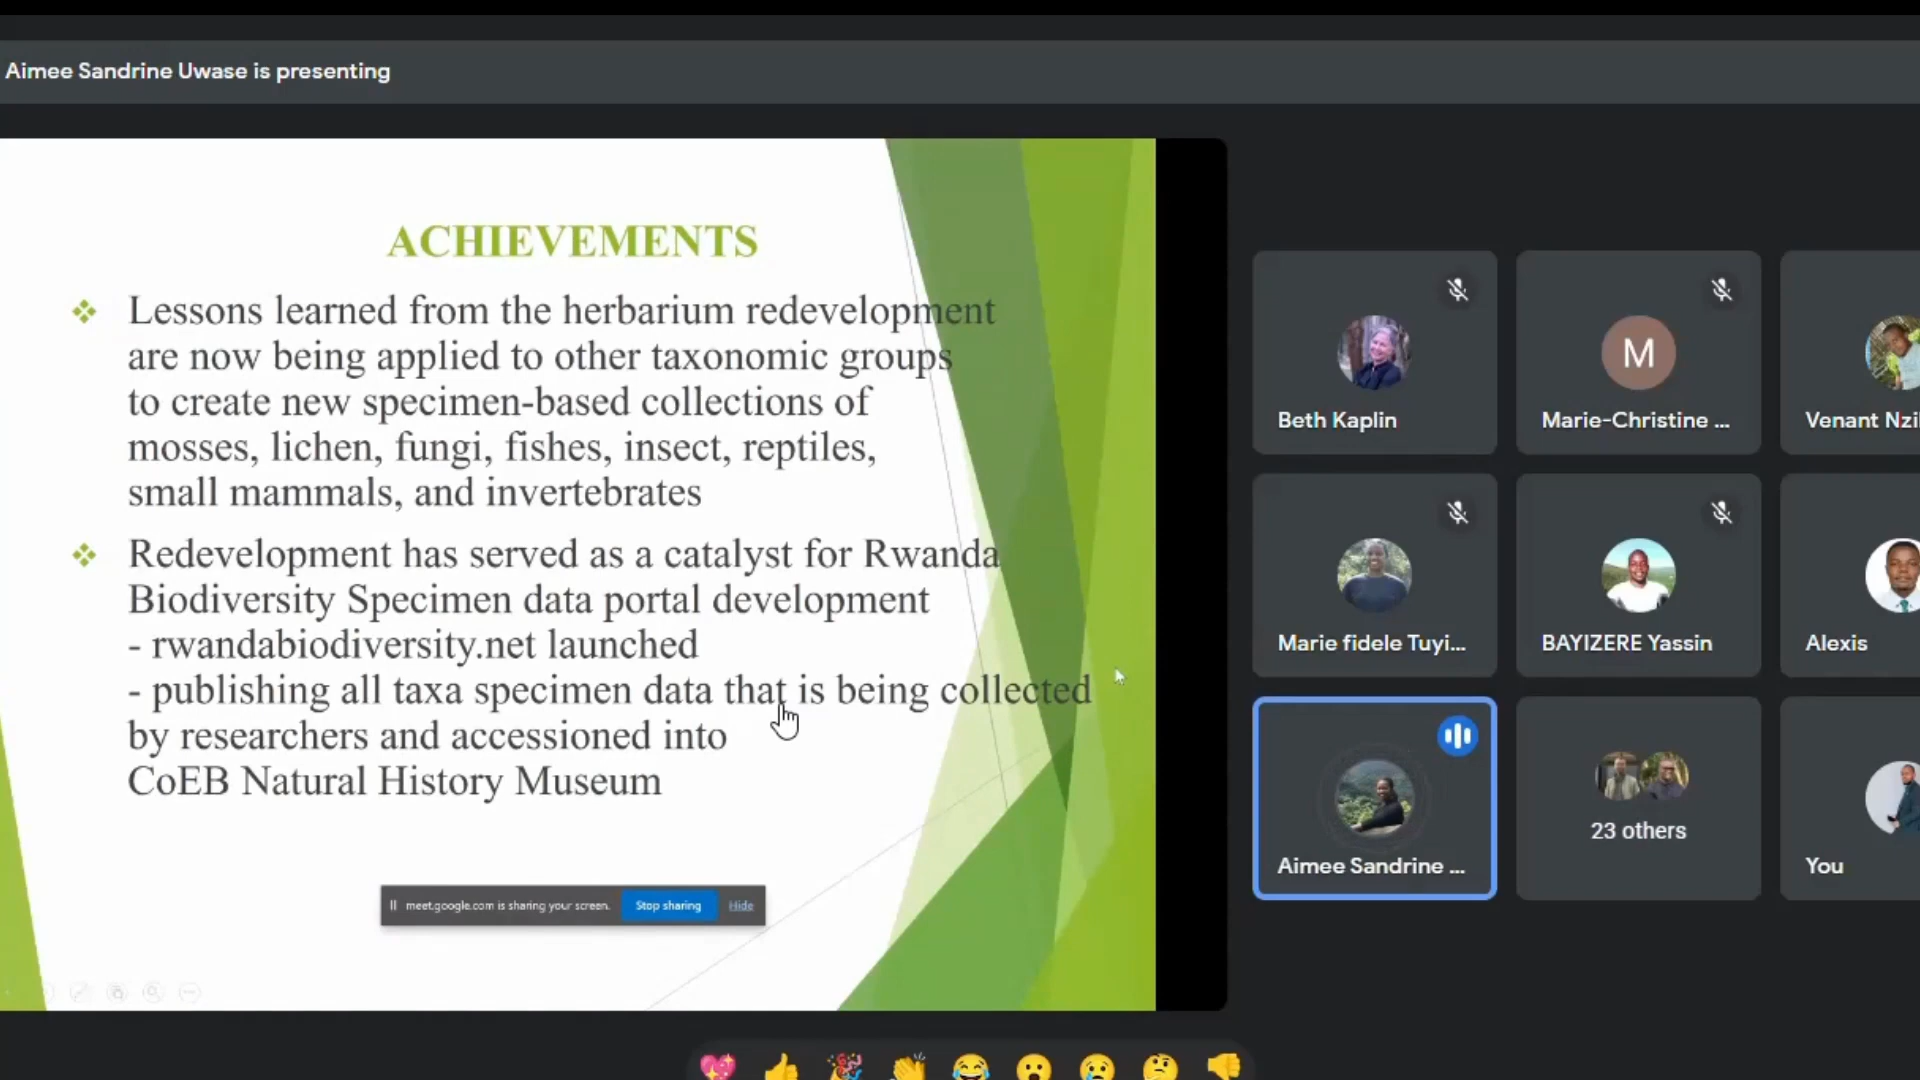 Aimee Sandrine Uwase is presenting
ACHIEVEMENTS
Lessons learned from the herbarium redevelopment
are now being applied to other taxonomic groups
to create new specimen-based collections of
mosses, lichen, fungi, fishes, insect, reptiles,
small mammals, and invertebrates
Redevelopment has served as a catalyst for Rwanda
Biodiversity Specimen data portal development
- rwandabiodiversity.net launched
- publishing all taxa specimen data that is being collected
by researchers and accessioned into
CoEB Natural History Museum
meet.google.com is sharing your screen.
Stop sharing
Hide
Beth Kaplin
M
Marie-Christine ...
Venant
Marie fidele Tuyi...
BAYIZERE Yassin
Alexis
Aimee Sandrine ...
23 others
You